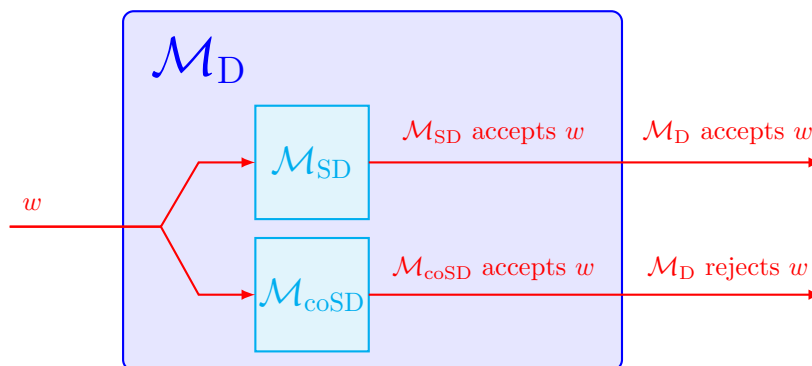 𝓜_D
𝓜_SD accepts w 𝓜_D accepts w
𝓜_SD
w
𝓜_coSD accepts w 𝓜_D rejects w
𝓜_coSD